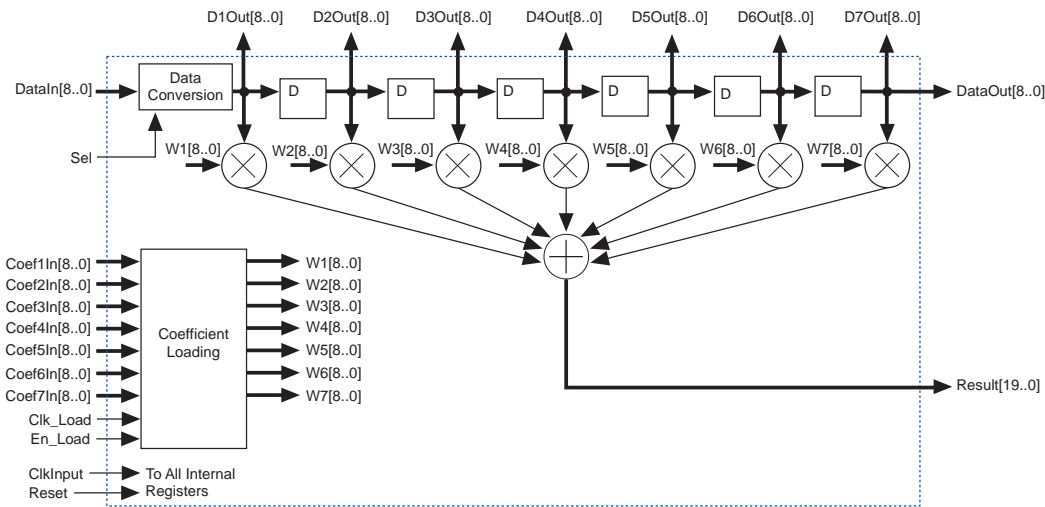 D1Out[8..0] D2Out[8..0] D3Out[8..0] D4Out[8..0] D5Out[8..0] D6Out[8..0] D7Out[8..0]
DataIn[8..0]
Data
Conversion
D D D D D D
DataOut[8..0]
Sel
W1[8..0] W2[8..0] W3[8..0] W4[8..0] W5[8..0] W6[8..0] W7[8..0]
Coef1In[8..0]
Coef2In[8..0]
Coef3In[8..0]
Coef4In[8..0]
Coef5In[8..0]
Coef6In[8..0]
Coef7In[8..0]
Clk_Load
En_Load
Coefficient
Loading
W1[8..0]
W2[8..0]
W3[8..0]
W4[8..0]
W5[8..0]
W6[8..0]
W7[8..0]
Result[19..0]
ClkInput
Reset
To All Internal
Registers